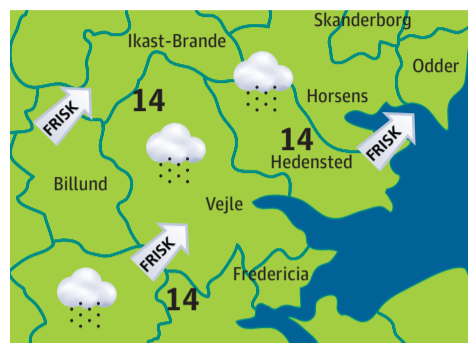 Skanderborg
Ikast-Brande
Odder
14
Horsens
FRISK
14
FRISK
Hedensted
Billund
Vejle
FRISK
Fredericia
14